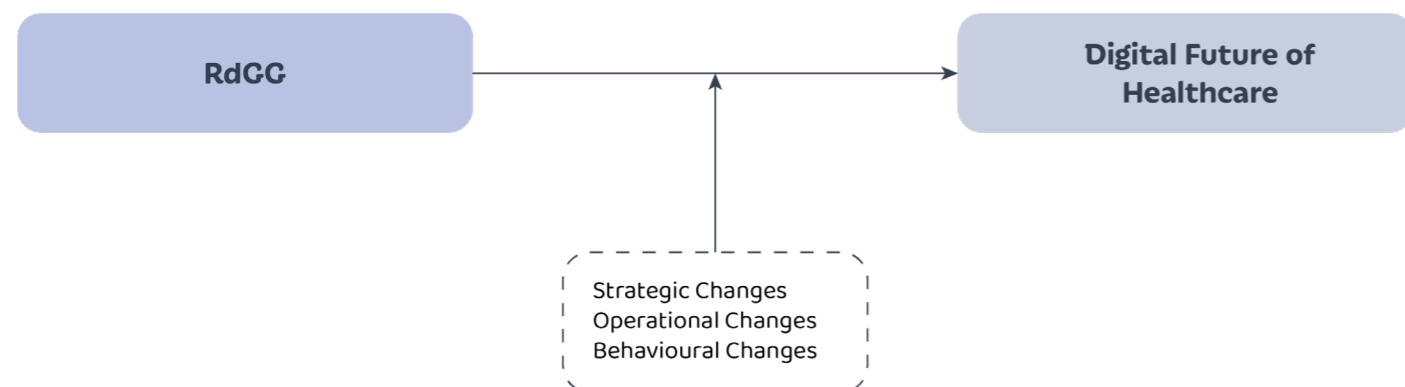 RdGG
Digital Future of
Healthcare
Strategic Changes
Operational Changes
Behavioural Changes